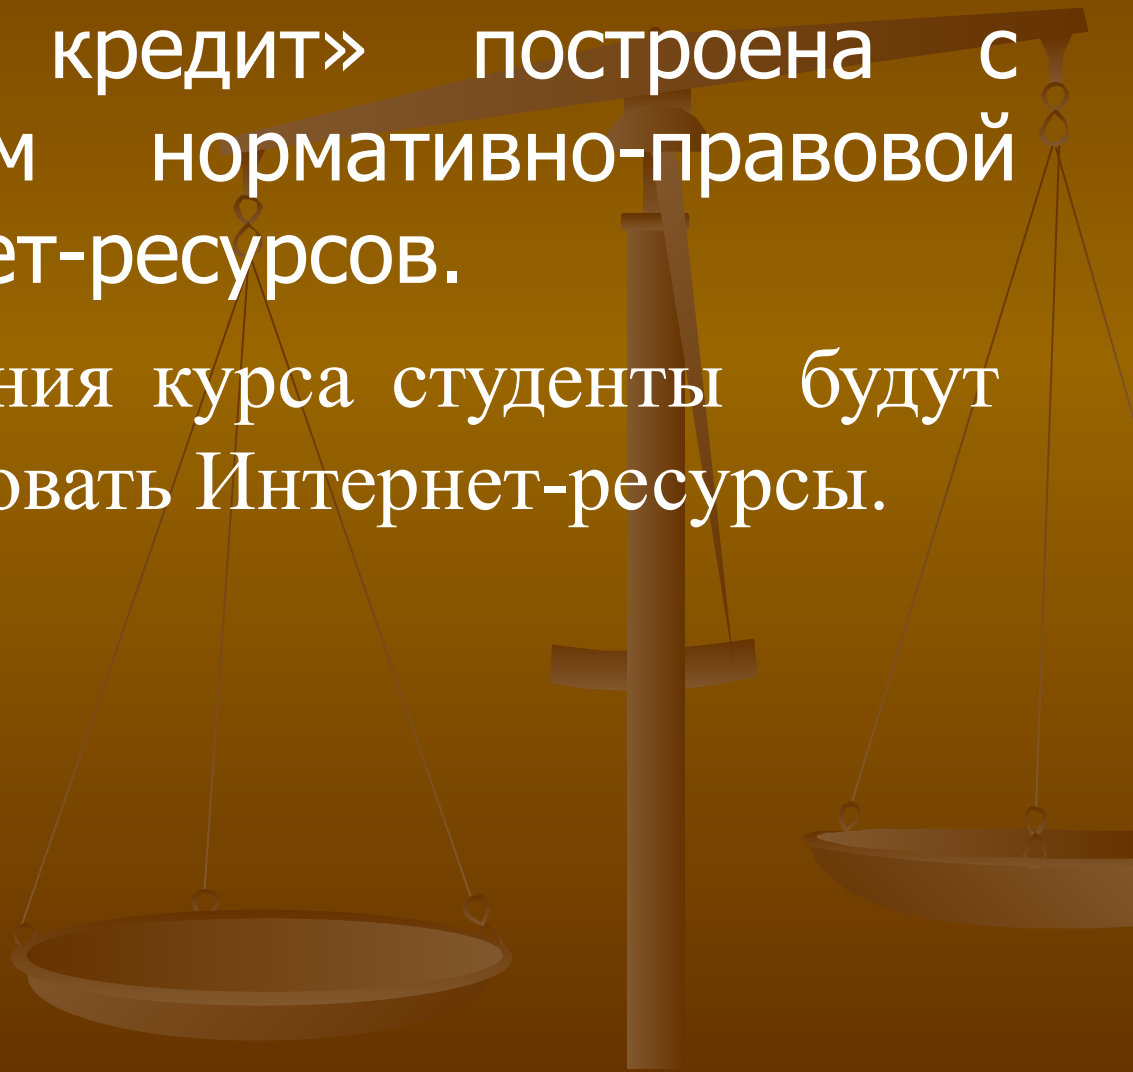 кредит» построена с
м нормативно-правовой
ет-ресурсов.
ния курса студенты будут
овать Интернет-ресурсы.